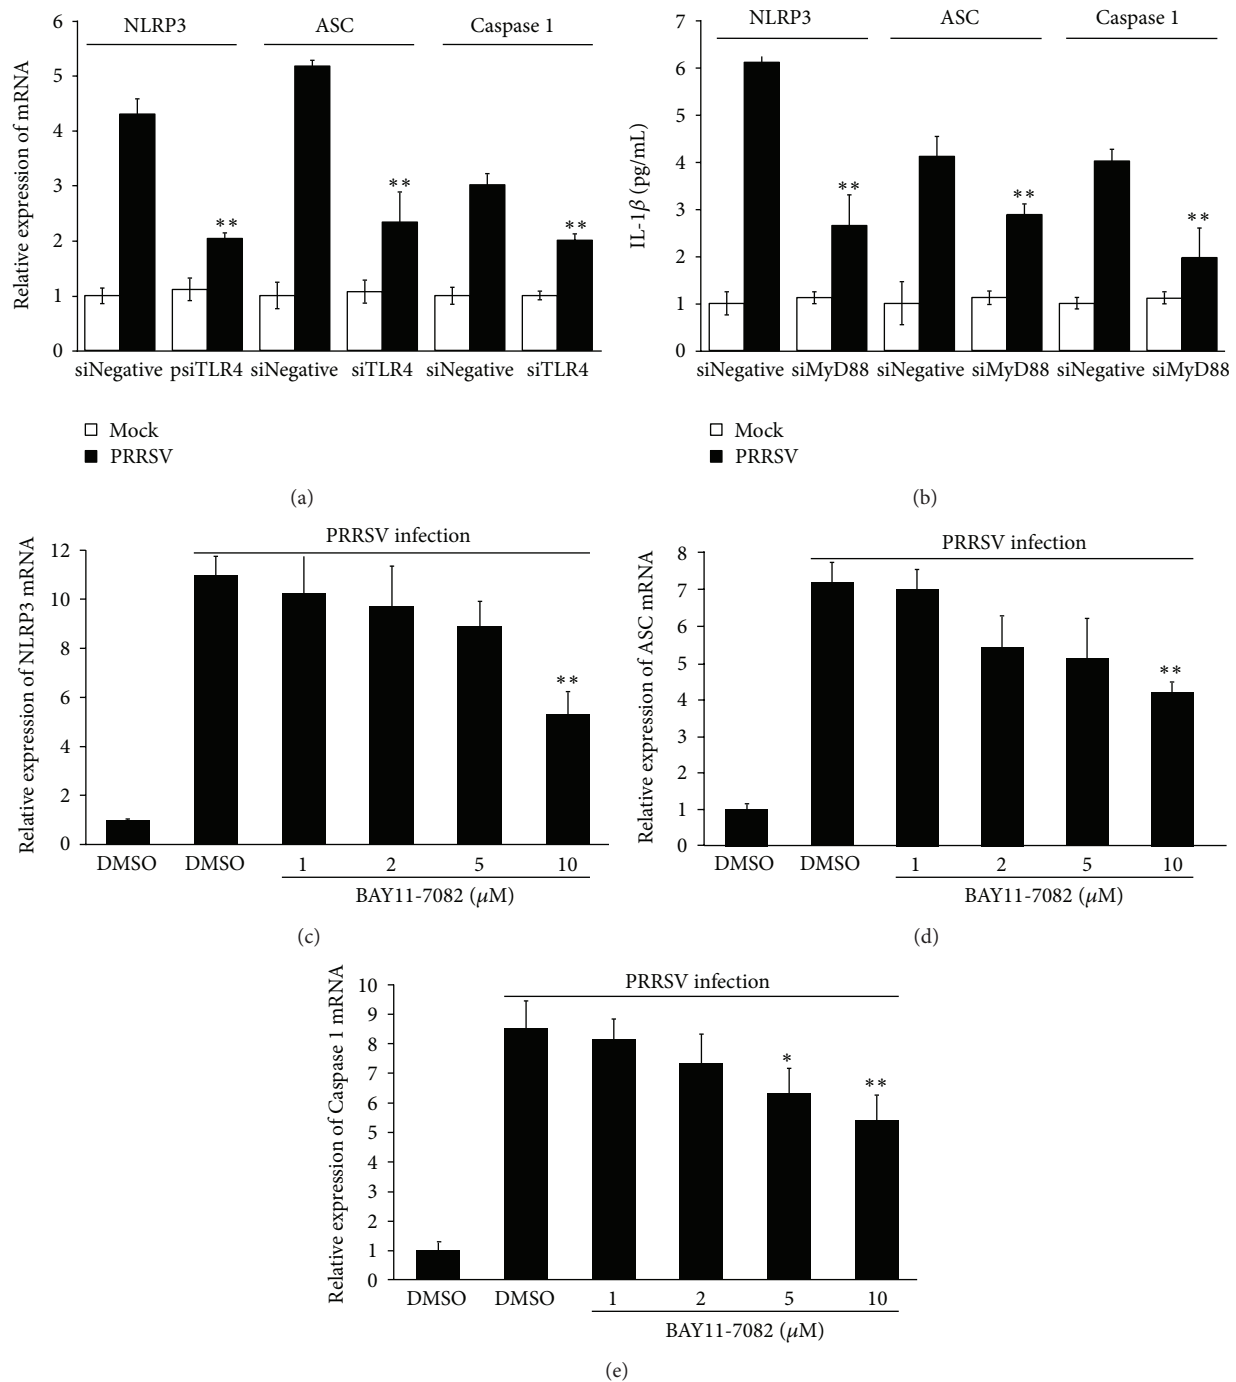 NLRP3 ASC Caspase 1
Relative expression of mRNA
6
5
4
3
2
1
0
** ** **
siNegative psiTLR4 siNegative siTLR4 siNegative siTLR4
Mock
PRRSV
(a)
NLRP3 ASC Caspase 1
IL-1β (pg/mL)
7
6
5
4
3
2
1
0
** ** **
siNegative siMyD88 siNegative siMyD88 siNegative siMyD88
Mock
PRRSV
(b)
PRRSV infection
Relative expression of NLRP3 mRNA
12
10
8
6
4
2
0
**
DMSO DMSO 1 2 5 10
BAY11-7082 (μM)
(c)
PRRSV infection
Relative expression of ASC mRNA
8
7
6
5
4
3
2
1
0
**
DMSO DMSO 1 2 5 10
BAY11-7082 (μM)
(d)
PRRSV infection
Relative expression of Caspase 1 mRNA
10
9
8
7
6
5
4
3
2
1
0
* **
DMSO DMSO 1 2 5 10
BAY11-7082 (μM)
(e)